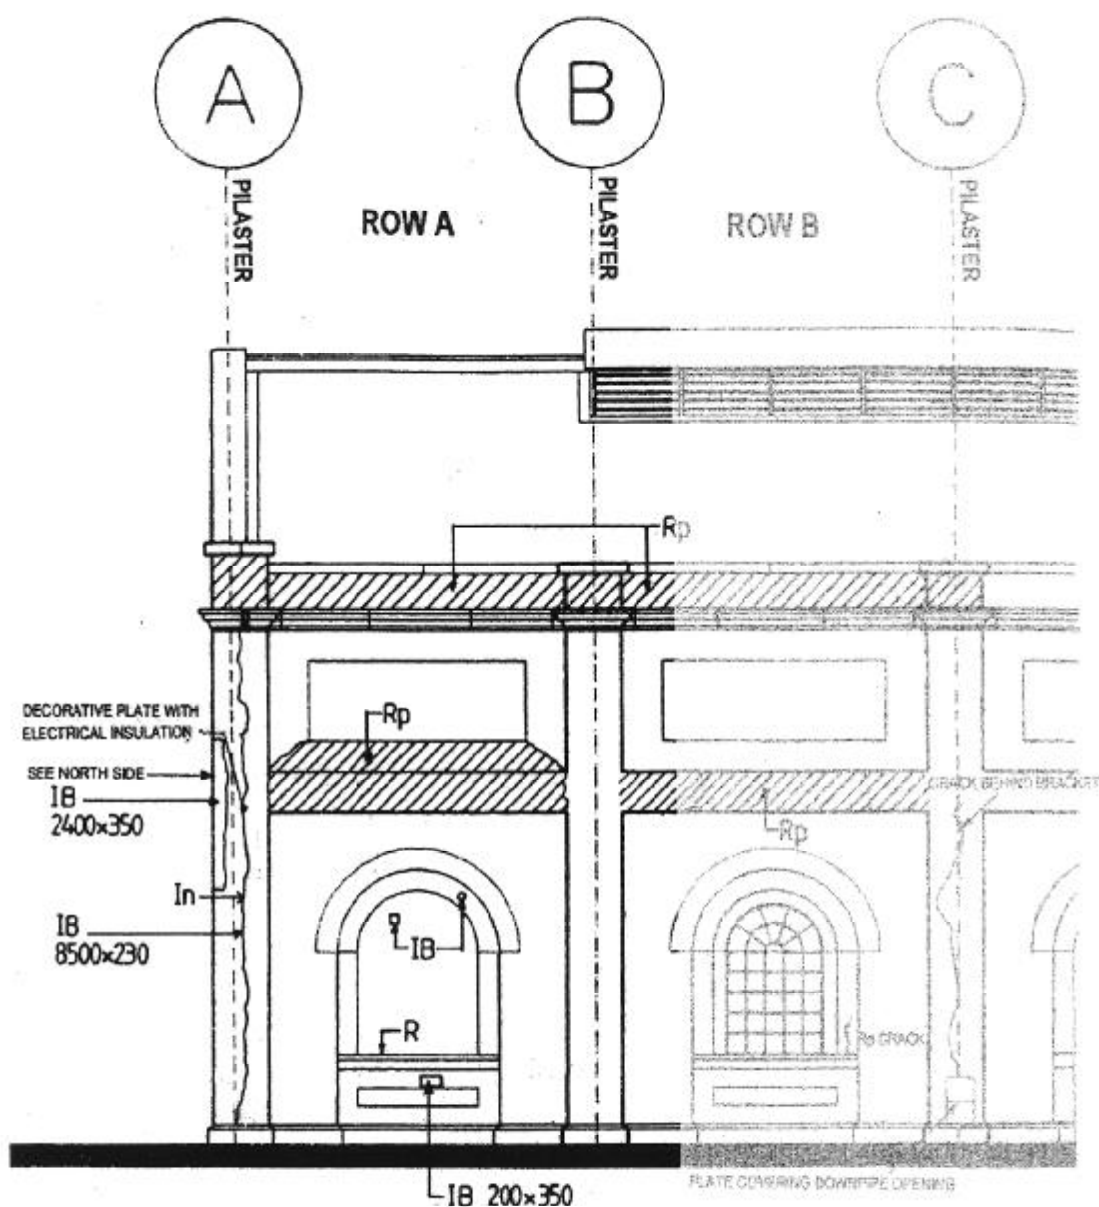 A
B
C
PILASTER
PILASTER
PILASTER
ROW A
ROW B
Rp
DECORATIVE PLATE WITH
ELECTRICAL INSULATION
Rp
SEE NORTH SIDE
IB
2400×350
CRACK BEHIND BRACKET
Rp
In
IB
8500×230
IB
R
Rp CRACK
PLATE COVERING DOWNPIPE OPENING
IB 200×350